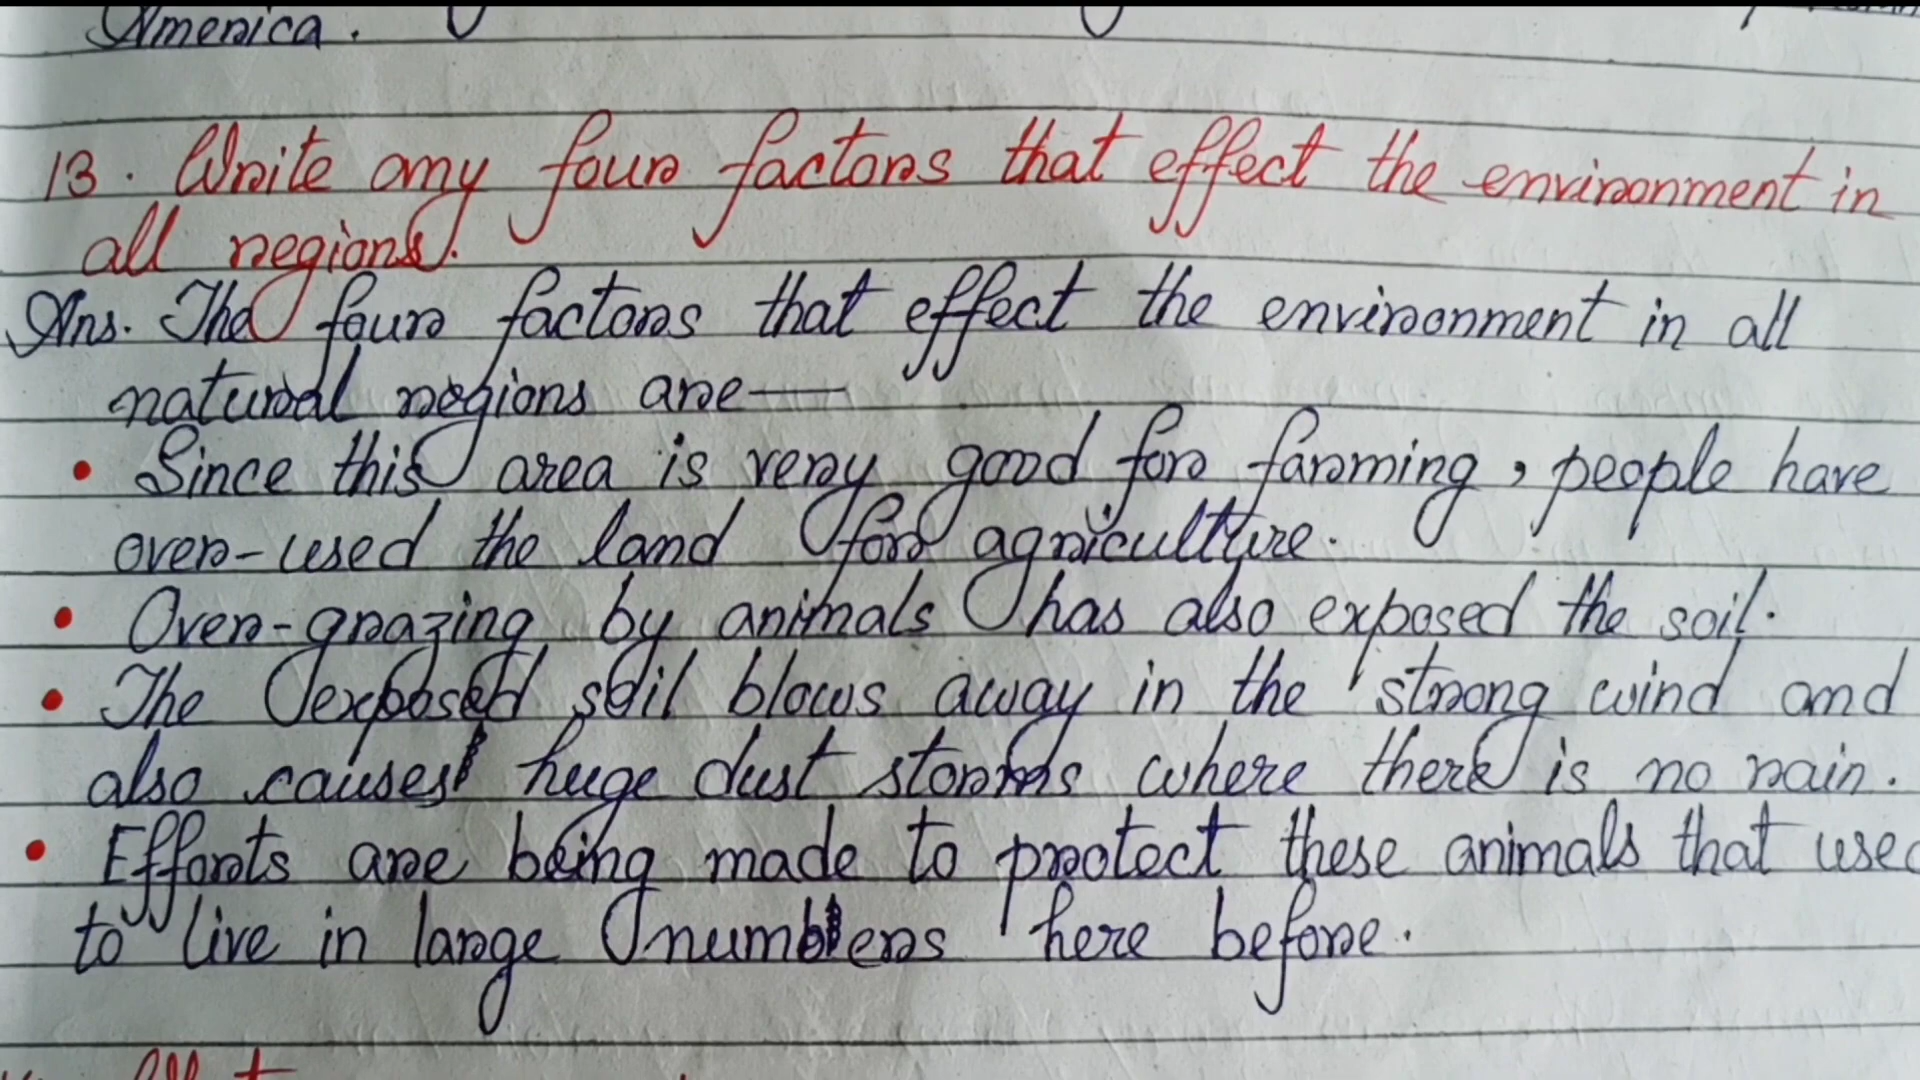 America.
13. Write any four factors that effect the environment in
all regions.
Ans. The four factors that effect the environment in all
natural regions are—
• Since this area is very good for farming, people have
over-used the land for agriculture.
• Over-grazing by animals has also exposed the soil.
• The exposed soil blows away in the strong wind and
also causes huge dust storms where there is no rain.
• Efforts are being made to protect these animals that used
to live in large numbers here before.